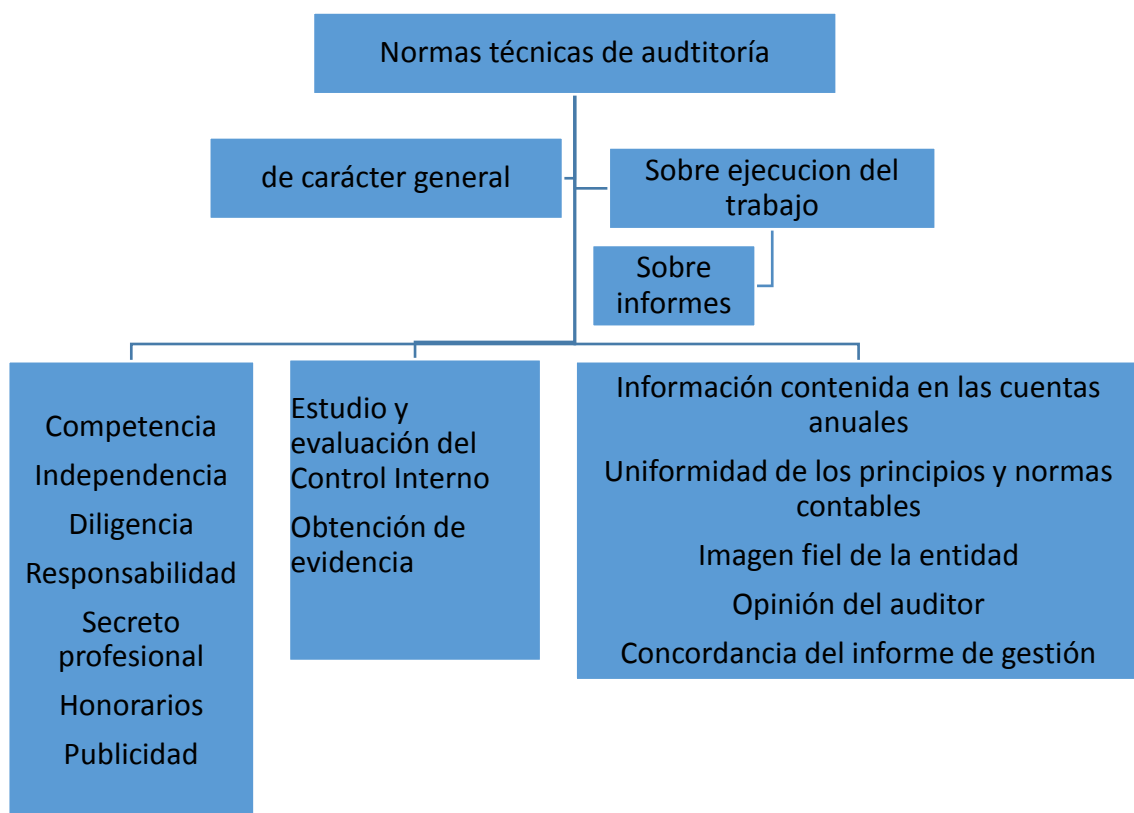 Normas técnicas de audtitoría
de carácter general
Sobre ejecucion del
trabajo
Sobre
informes
Competencia
Independencia
Diligencia
Responsabilidad
Secreto
profesional
Honorarios
Publicidad
Estudio y
evaluación del
Control Interno
Obtención de
evidencia
Información contenida en las cuentas
anuales
Uniformidad de los principios y normas
contables
Imagen fiel de la entidad
Opinión del auditor
Concordancia del informe de gestión